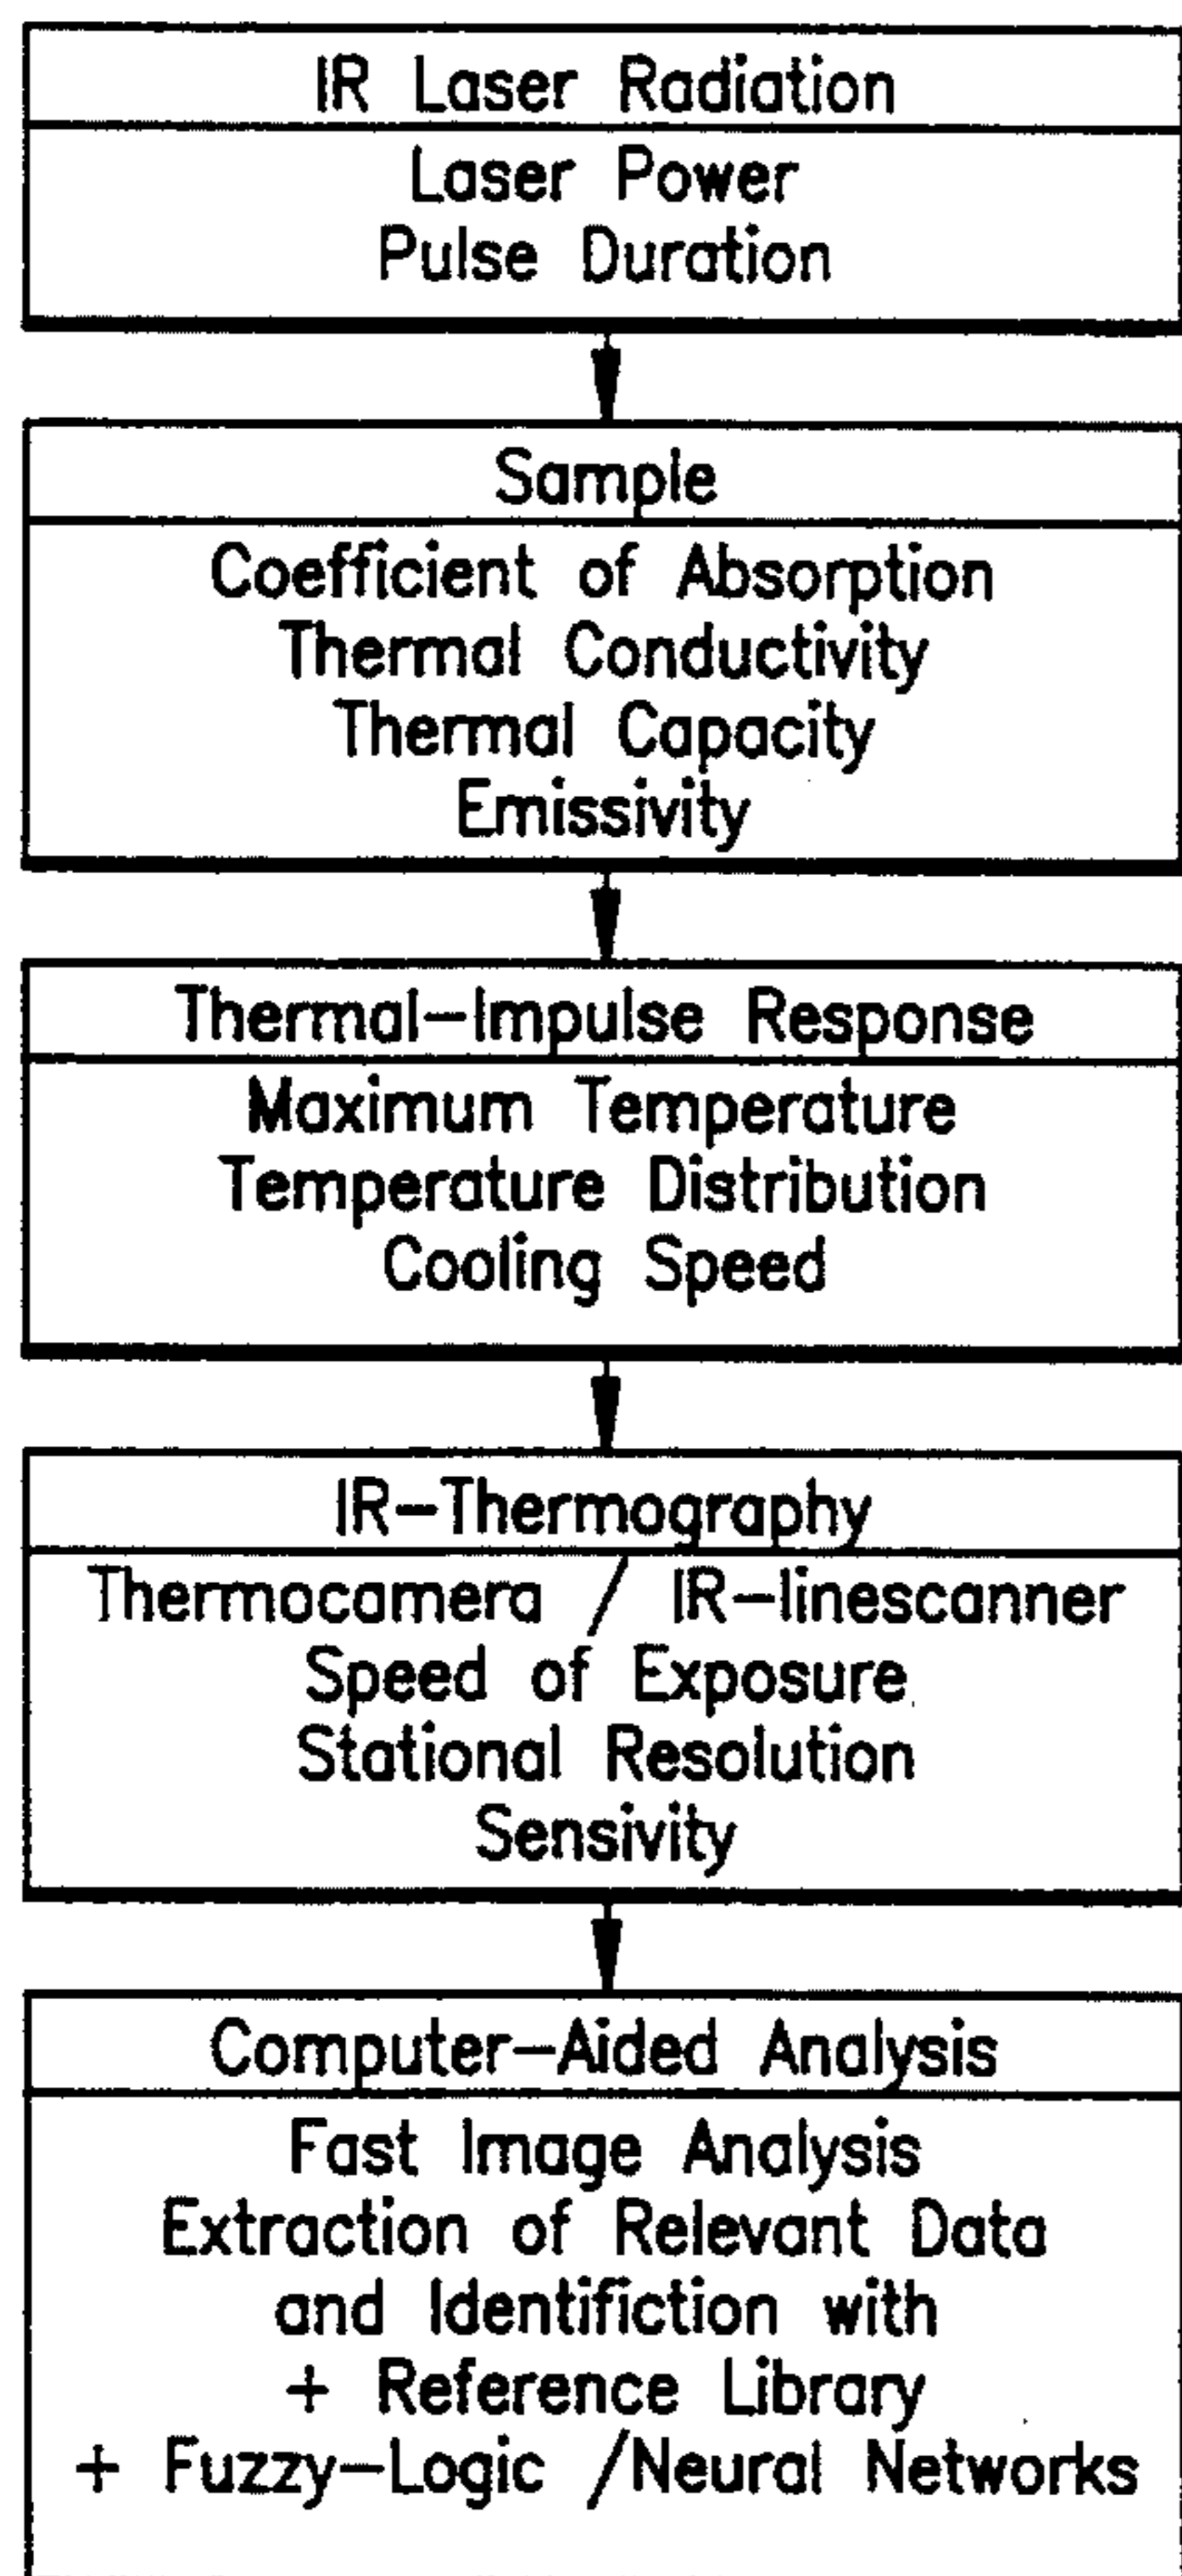 IR Laser Radiation
Laser Power
Pulse Duration
Sample
Coefficient of Absorption
Thermal Conductivity
Thermal Capacity
Emissivity
Thermal-Impulse Response
Maximum Temperature
Temperature Distribution
Cooling Speed
IR-Thermography
Thermocamera / IR-linescanner
Speed of Exposure
Stational Resolution
Sensivity
Computer-Aided Analysis
Fast Image Analysis
Extraction of Relevant Data
and Identifiction with
+ Reference Library
+ Fuzzy-Logic /Neural Networks